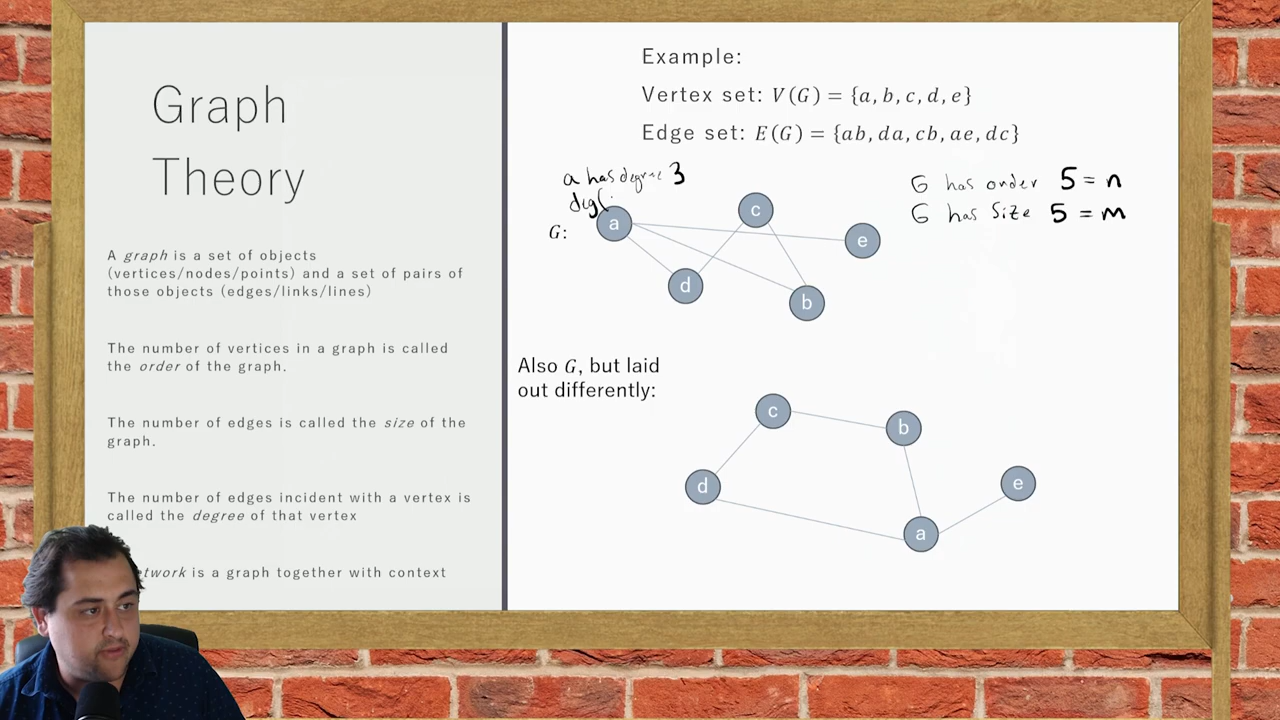 Graph
Theory
A graph is a set of objects
(vertices/nodes/points) and a set of pairs of
those objects (edges/links/lines)
The number of vertices in a graph is called
the order of the graph.
The number of edges is called the size of the
graph.
The number of edges incident with a vertex is
called the degree of that vertex
is a graph together with context
Example:
Vertex set: V(G) = {a, b, c, d, e}
Edge set: E(G) = {ab, da, cb, ae, dc}
a has degree 3
deg(
G has order 5 = n
G has size 5 = m
G:
a
c
e
d
b
Also G, but laid
out differently:
c
b
d
e
a